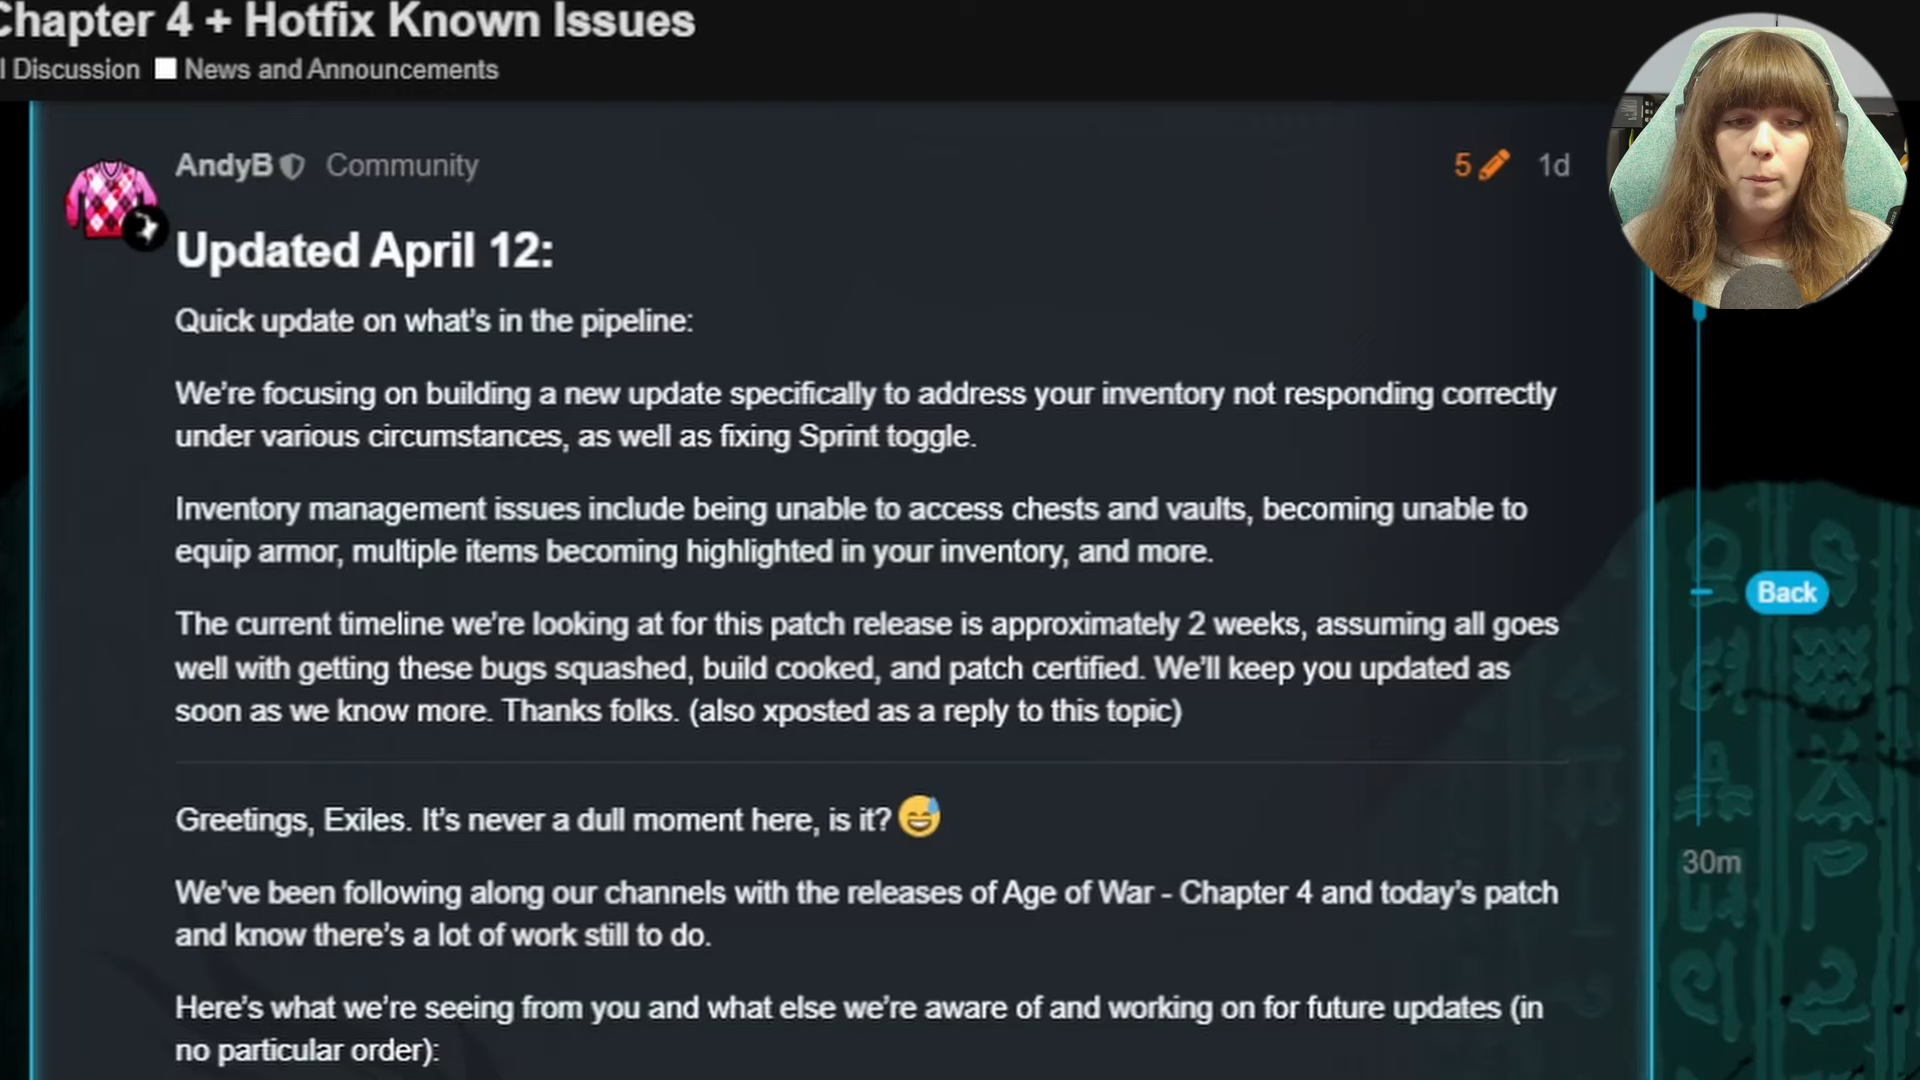 Chapter 4 + Hotfix Known Issues
l Discussion News and Announcements
AndyB Community 5 1d
Updated April 12:
Quick update on what's in the pipeline:
We're focusing on building a new update specifically to address your inventory not responding correctly
under various circumstances, as well as fixing Sprint toggle.
Inventory management issues include being unable to access chests and vaults, becoming unable to
equip armor, multiple items becoming highlighted in your inventory, and more.
The current timeline we're looking at for this patch release is approximately 2 weeks, assuming all goes
well with getting these bugs squashed, build cooked, and patch certified. We'll keep you updated as
soon as we know more. Thanks folks. (also xposted as a reply to this topic)
Back
Greetings, Exiles. It's never a dull moment here, is it? 😅
30m
We've been following along our channels with the releases of Age of War - Chapter 4 and today's patch
and know there's a lot of work still to do.
Here's what we're seeing from you and what else we're aware of and working on for future updates (in
no particular order):